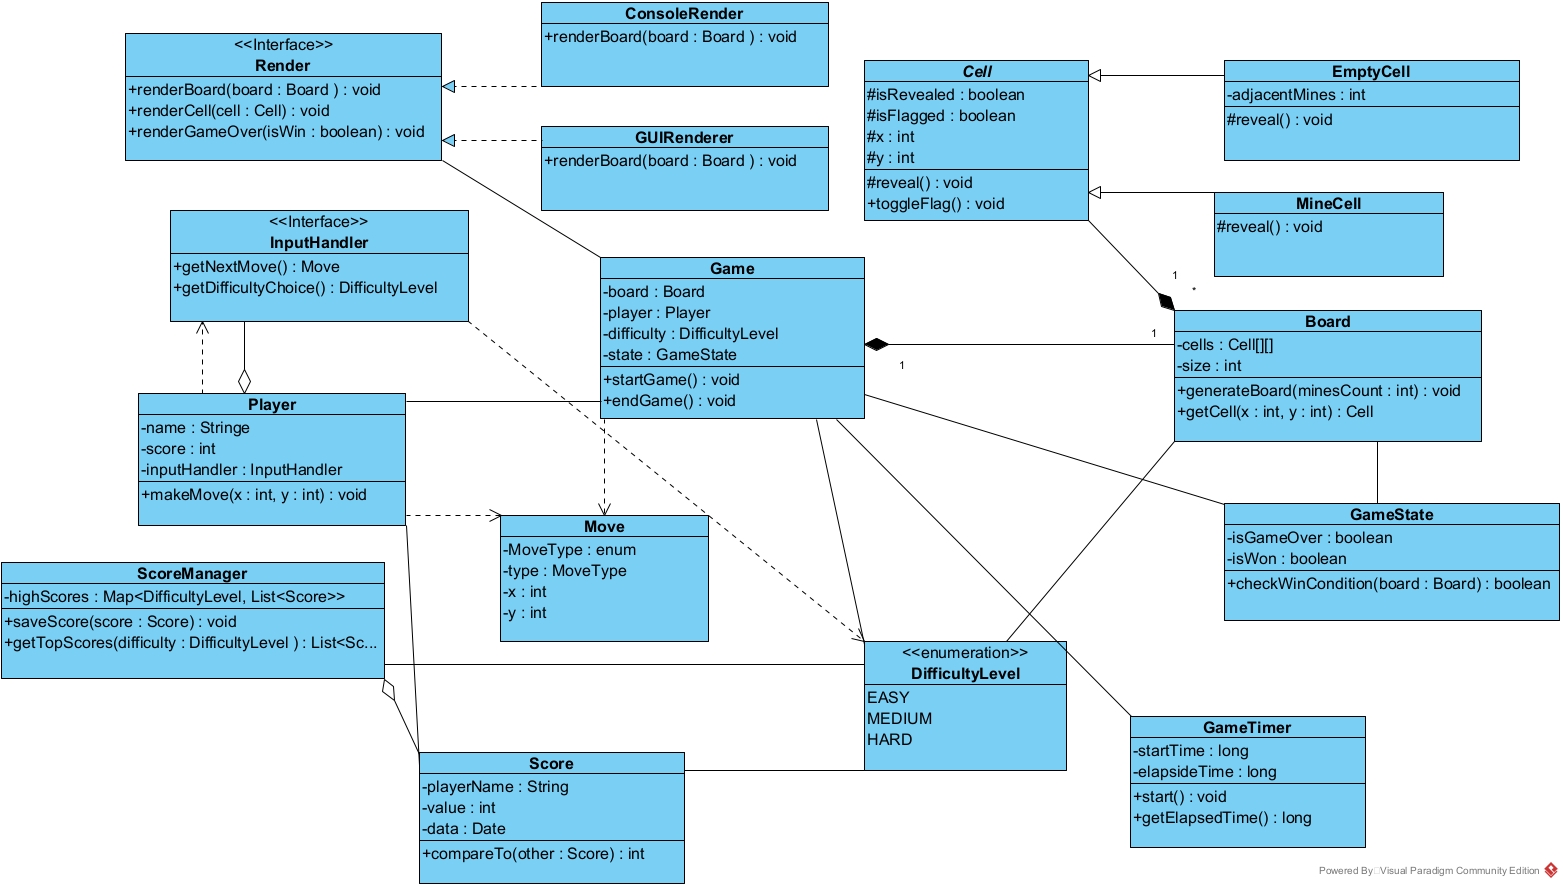 ConsoleRender
+renderBoard(board : Board ) : void
<<Interface>>
Render
+renderBoard(board : Board ) : void
+renderCell(cell : Cell) : void
+renderGameOver(isWin : boolean) : void
GUIRenderer
+renderBoard(board : Board ) : void
Cell
#isRevealed : boolean
#isFlagged : boolean
#x : int
#y : int
#reveal() : void
+toggleFlag() : void
EmptyCell
-adjacentMines : int
#reveal() : void
MineCell
#reveal() : void
<<Interface>>
InputHandler
+getNextMove() : Move
+getDifficultyChoice() : DifficultyLevel
Game
-board : Board
-player : Player
-difficulty : DifficultyLevel
-state : GameState
+startGame() : void
+endGame() : void
1
*
1
1
Board
-cells : Cell[][]
-size : int
+generateBoard(minesCount : int) : void
+getCell(x : int, y : int) : Cell
Player
-name : Stringe
-score : int
-inputHandler : InputHandler
+makeMove(x : int, y : int) : void
Move
-MoveType : enum
-type : MoveType
-x : int
-y : int
GameState
-isGameOver : boolean
-isWon : boolean
+checkWinCondition(board : Board) : boolean
ScoreManager
-highScores : Map<DifficultyLevel, List<Score>>
+saveScore(score : Score) : void
+getTopScores(difficulty : DifficultyLevel ) : List<Sc...
<<enumeration>>
DifficultyLevel
EASY
MEDIUM
HARD
GameTimer
-startTime : long
-elapsideTime : long
+start() : void
+getElapsedTime() : long
Score
-playerName : String
-value : int
-data : Date
+compareTo(other : Score) : int
Powered By Visual Paradigm Community Edition